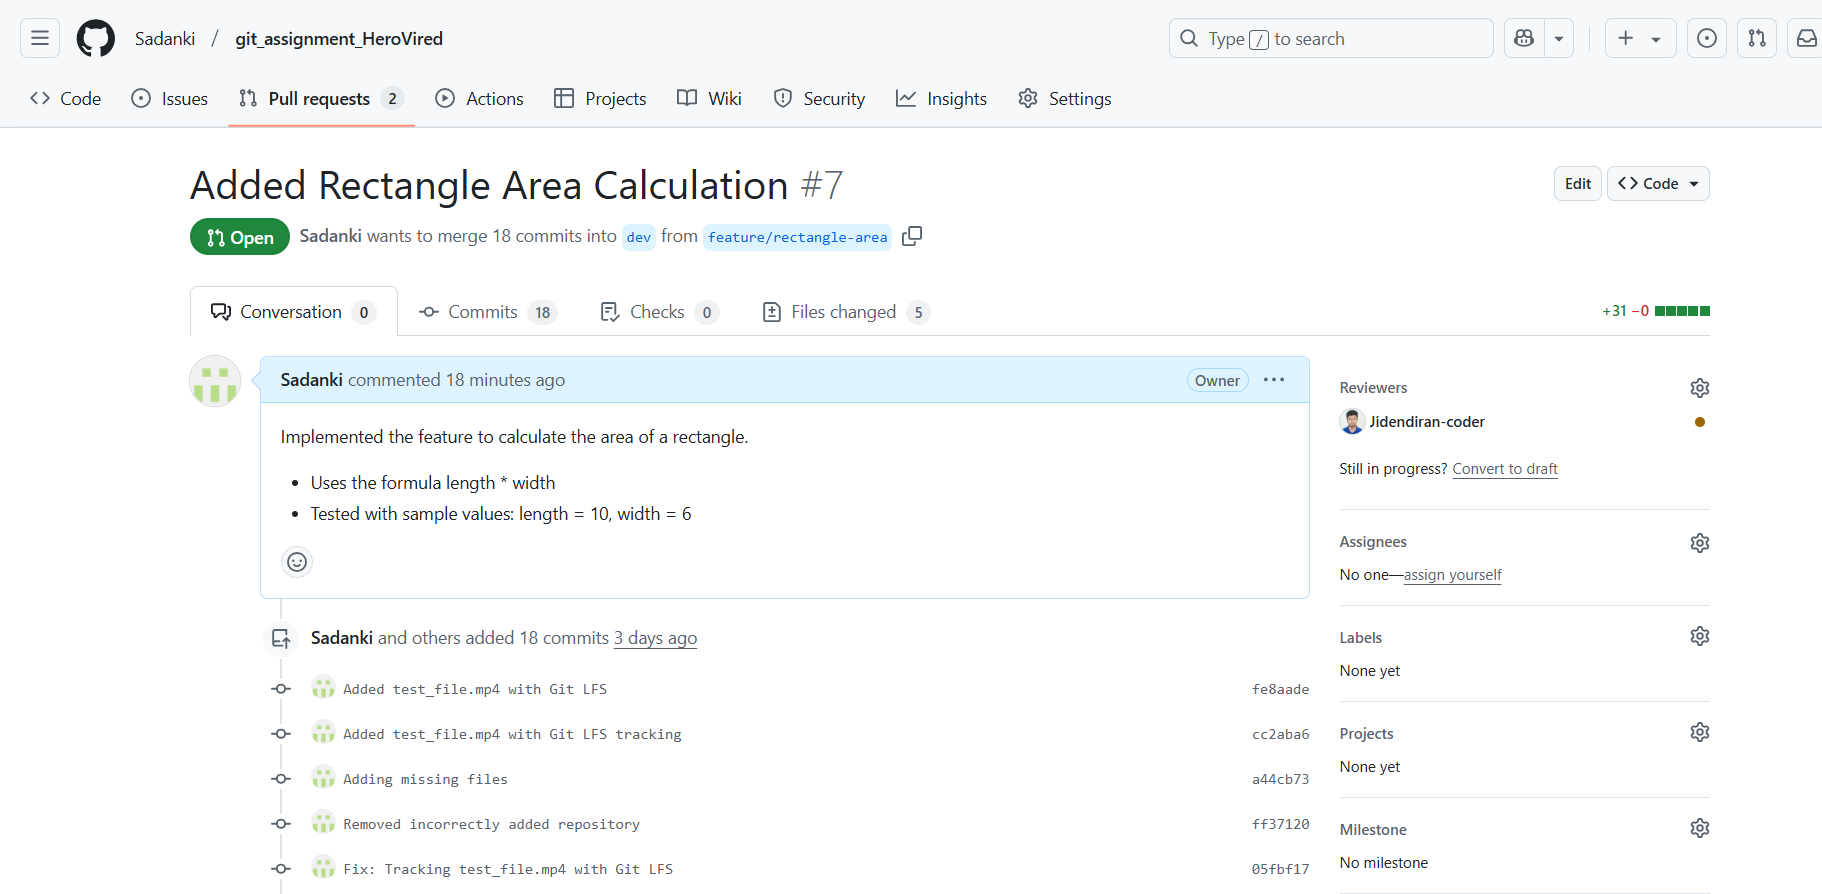 Sadanki / git_assignment_HeroVired
Type / to search
Code Issues Pull requests 2 Actions Projects Wiki Security Insights Settings
Added Rectangle Area Calculation #7
Edit Code
Open Sadanki wants to merge 18 commits into dev from feature/rectangle-area
Conversation 0 Commits 18 Checks 0 Files changed 5 +31 −0
Sadanki commented 18 minutes ago Owner
Implemented the feature to calculate the area of a rectangle.
• Uses the formula length * width
• Tested with sample values: length = 10, width = 6
Sadanki and others added 18 commits 3 days ago
Added test_file.mp4 with Git LFS fe8aade
Added test_file.mp4 with Git LFS tracking cc2aba6
Adding missing files a44cb73
Removed incorrectly added repository ff37120
Fix: Tracking test_file.mp4 with Git LFS 05fbf17
Reviewers
Jidendiran-coder
Still in progress? Convert to draft
Assignees
No one—assign yourself
Labels
None yet
Projects
None yet
Milestone
No milestone